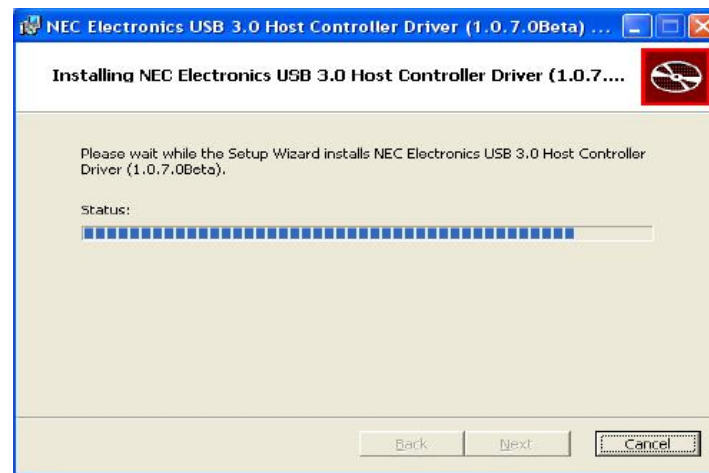 NEC Electronics USB 3.0 Host Controller Driver (1.0.7.0Beta) ...
Installing NEC Electronics USB 3.0 Host Controller Driver (1.0.7....
Please wait while the Setup Wizard installs NEC Electronics USB 3.0 Host Controller
Driver (1.0.7.0Beta).
Status:
Back Next Cancel